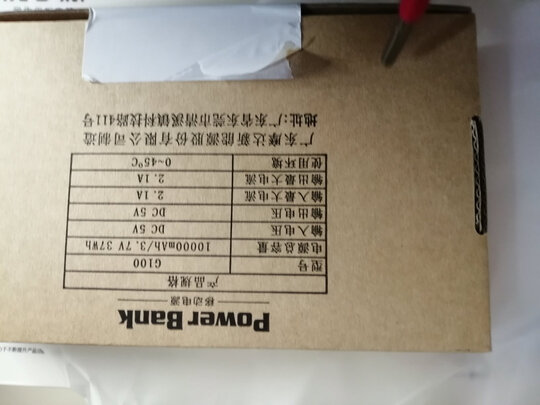 Power Bank
移动电源
产品规格
型号 G100
电源总容量 10000mAh/3.7V 37Wh
输入电压 DC 5V
输出电压 DC 5V
输入最大电流 2.1A
输出最大电流 2.1A
使用环境 0~45°C
广东摩达新能源股份有限公司制造
地址:广东省东莞市清溪镇科技路411号